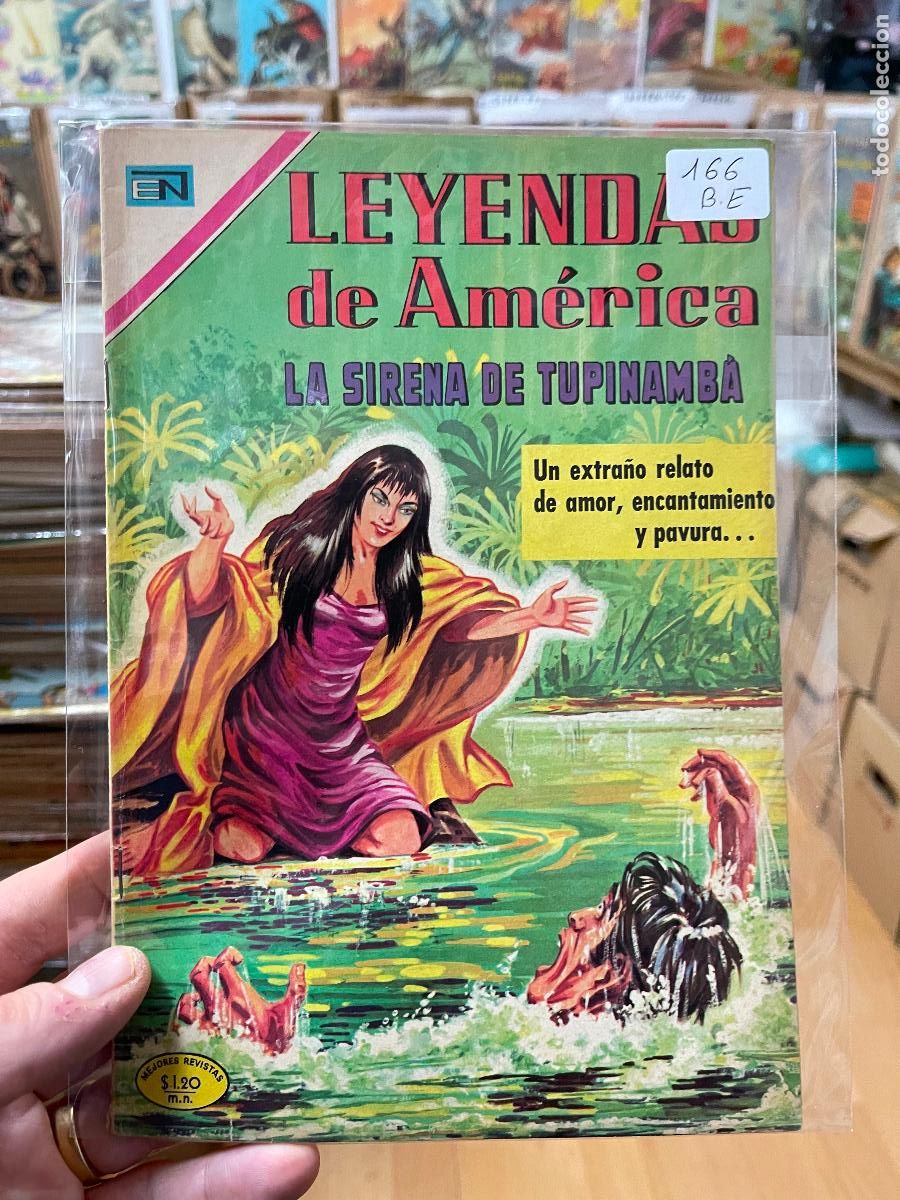 EN
LEYENDAS
de América
166
B.E
LA SIRENA DE TUPINAMBÀ
Un extraño relato
de amor, encantamiento
y pavura...
MEJORES REVISTAS
$1.20
m.n.
todocoleccion